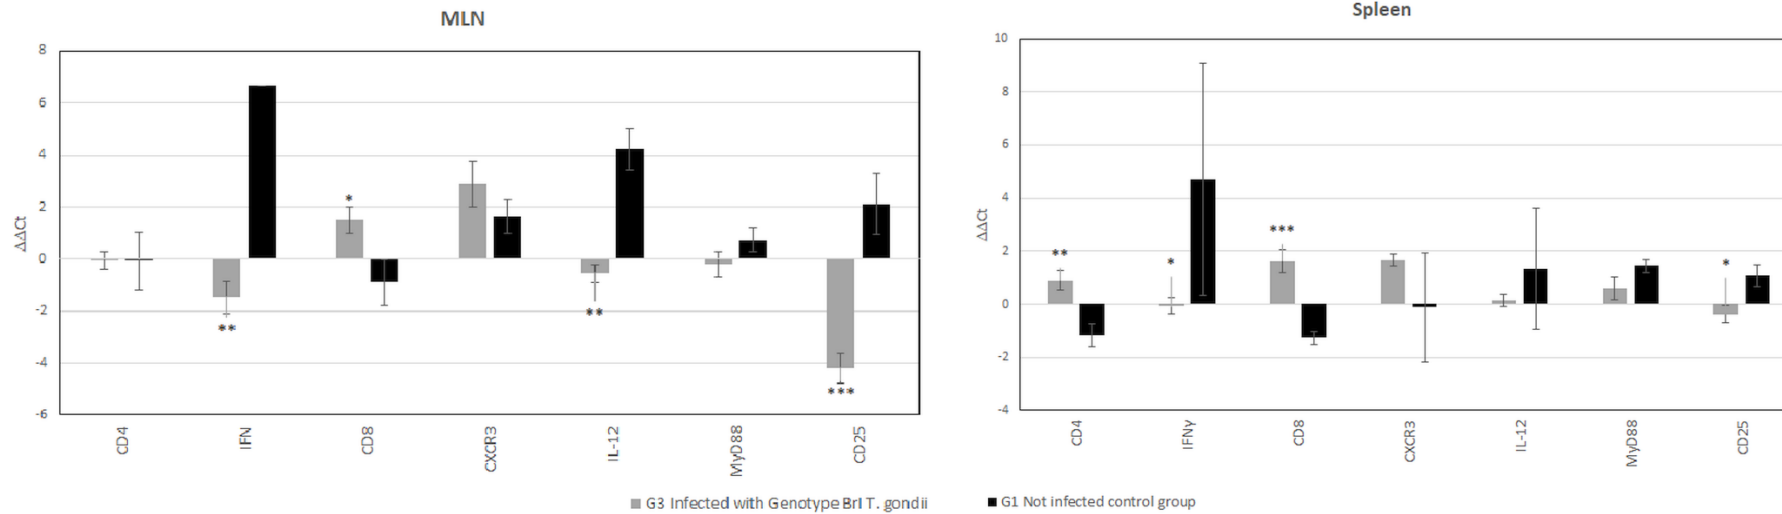 MLN
8
6
4
2
0
-2
-4
-6
ΔΔCt
*
**
**
***
CD4
IFN
CD8
CXCR3
IL-12
MyD88
CD25
Spleen
10
8
6
4
2
0
-2
-4
ΔΔCt
**
*
***
*
CD4
IFNγ
CD8
CXCR3
IL-12
MyD88
CD25
G3 Infected with Genotype BrI T. gondii
G1 Not infected control group